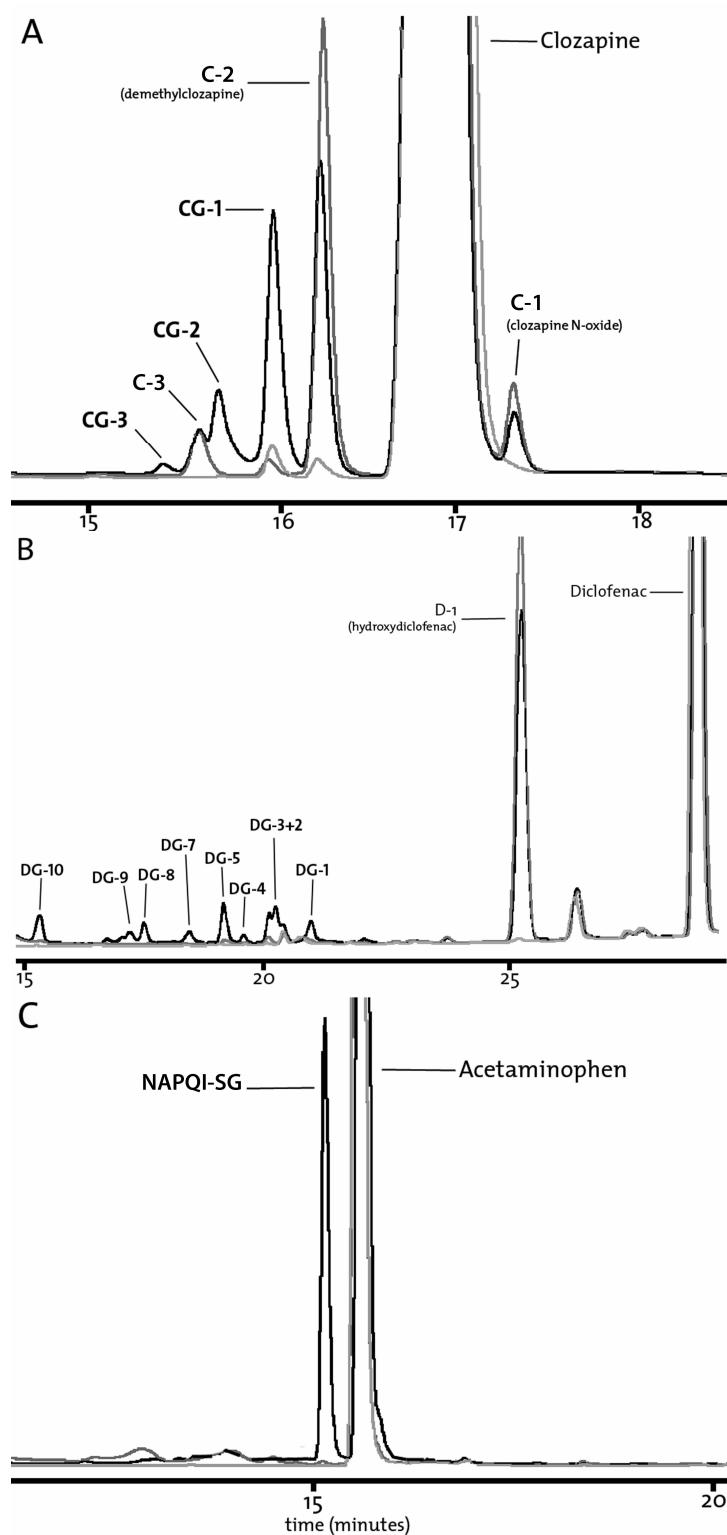 A
Clozapine
C-2
(demethylclozapine)
CG-1
C-1
(clozapine N-oxide)
CG-2
C-3
CG-3
15 16 17 18
B
Diclofenac
D-1
(hydroxydiclofenac)
DG-3+2
DG-7
DG-5
DG-10
DG-9
DG-8
DG-4
DG-1
15 20 25
C
NAPQI-SG
Acetaminophen
15 20
time (minutes)